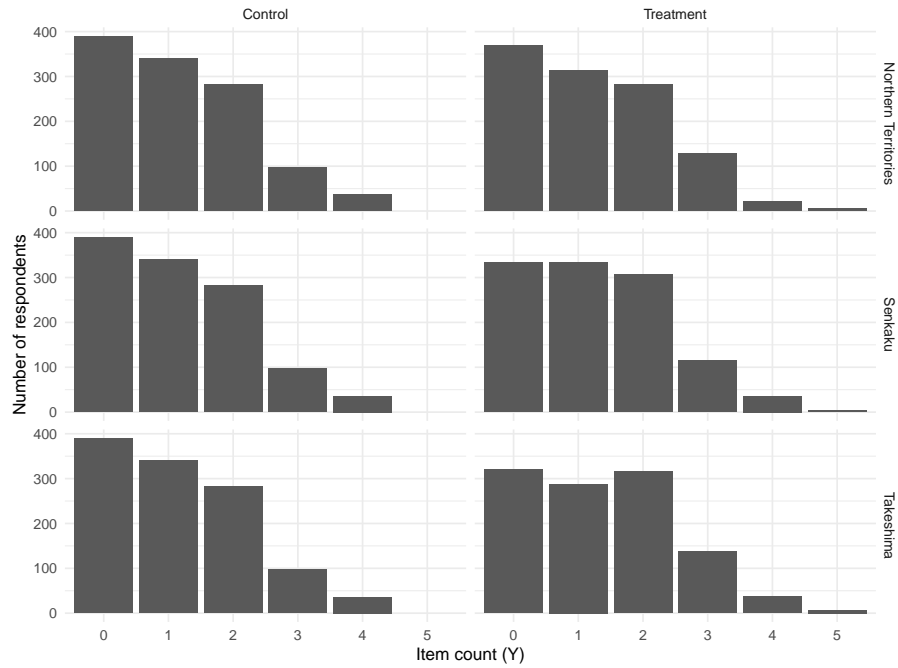 Control
Treatment
Number of respondents
400
300
200
100
0
Northern Territories
400
300
200
100
0
Senkaku
400
300
200
100
0
Takeshima
0 1 2 3 4 5
0 1 2 3 4 5
Item count (Y)